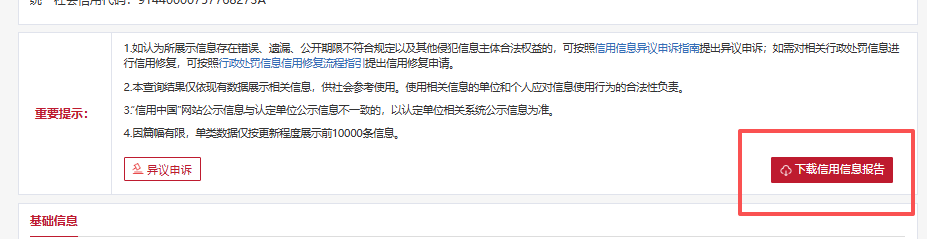 统一社会信用代码：91440000757768273A
1.如认为所展示信息存在错误、遗漏、公开期限不符合规定以及其他侵犯信息主体合法权益的，可按照信用信息异议申诉指南提出异议申诉；如需对相关行政处罚信息进
行信用修复，可按照行政处罚信息信用修复流程指引提出信用修复申请。
2.本查询结果仅依现有数据展示相关信息，供社会参考使用。使用相关信息的单位和个人应对信息使用行为的合法性负责。
重要提示：
3.“信用中国”网站公示信息与认定单位公示信息不一致的，以认定单位相关系统公示信息为准。
4.因篇幅有限，单类数据仅按更新程度展示前10000条信息。
异议申诉
下载信用信息报告
基础信息